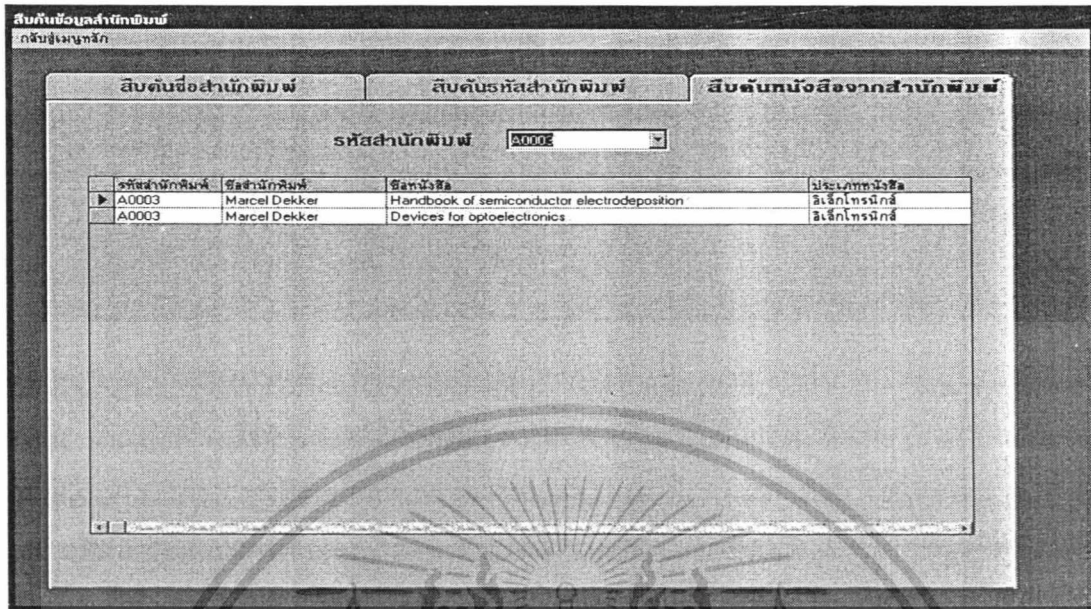 สืบค้นข้อมูลสำนักพิมพ์
กลับสู่เมนูหลัก
สืบค้นชื่อสำนักพิมพ์ สืบค้นรหัสสำนักพิมพ์ สืบค้นหนังสือจากสำนักพิมพ์
รหัสสำนักพิมพ์ A0003
รหัสสำนักพิมพ์ ชื่อสำนักพิมพ์ ชื่อหนังสือ ประเภทหนังสือ
A0003 Marcel Dekker Handbook of semiconductor electrodeposition อิเล็กโทรนิกส์
A0003 Marcel Dekker Devices for optoelectronics อิเล็กโทรนิกส์